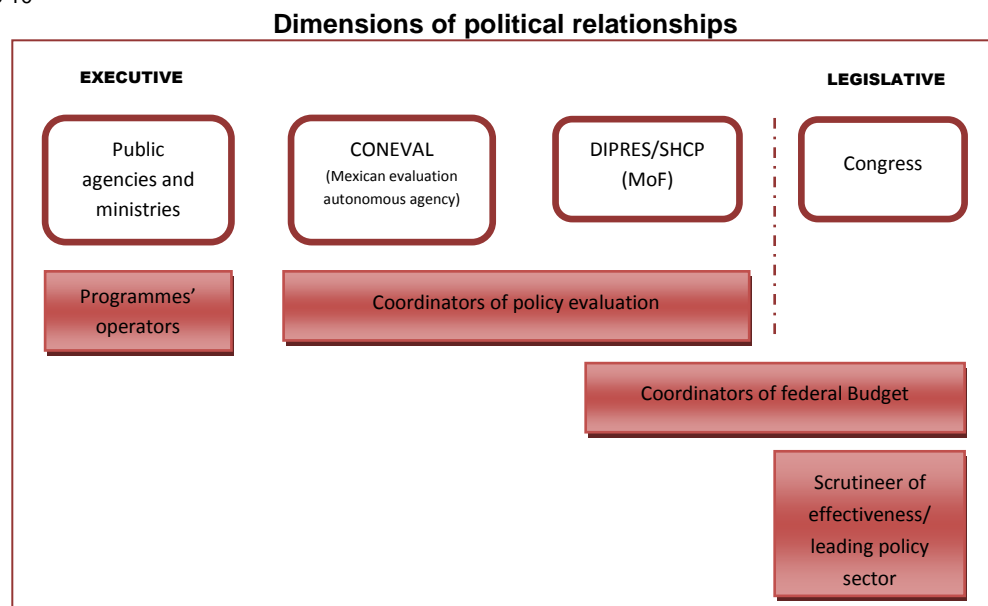 Dimensions of political relationships
EXECUTIVE
LEGISLATIVE
Public
agencies and
ministries
CONEVAL
(Mexican evaluation
autonomous agency)
DIPRES/SHCP
(MoF)
Congress
Programmes’
operators
Coordinators of policy evaluation
Coordinators of federal Budget
Scrutineer of
effectiveness/
leading policy
sector